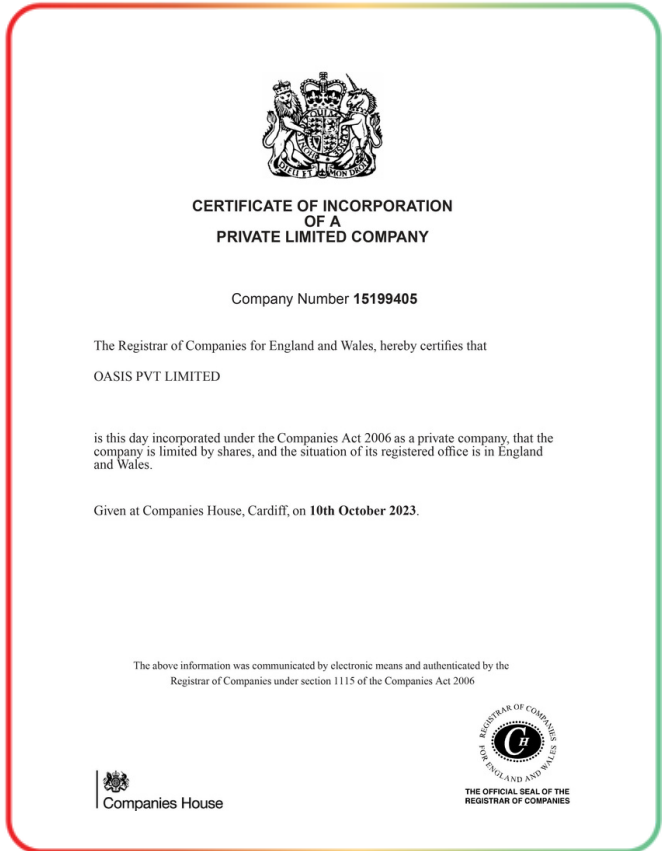 DIEU ET MON DROIT
CERTIFICATE OF INCORPORATION
OF A
PRIVATE LIMITED COMPANY
Company Number 15199405
The Registrar of Companies for England and Wales, hereby certifies that
OASIS PVT LIMITED
is this day incorporated under the Companies Act 2006 as a private company, that the
company is limited by shares, and the situation of its registered office is in England
and Wales.
Given at Companies House, Cardiff, on 10th October 2023.
The above information was communicated by electronic means and authenticated by the
Registrar of Companies under section 1115 of the Companies Act 2006
Companies House
REGISTRAR OF COMPANIES
FOR ENGLAND AND WALES
CH
THE OFFICIAL SEAL OF THE
REGISTRAR OF COMPANIES